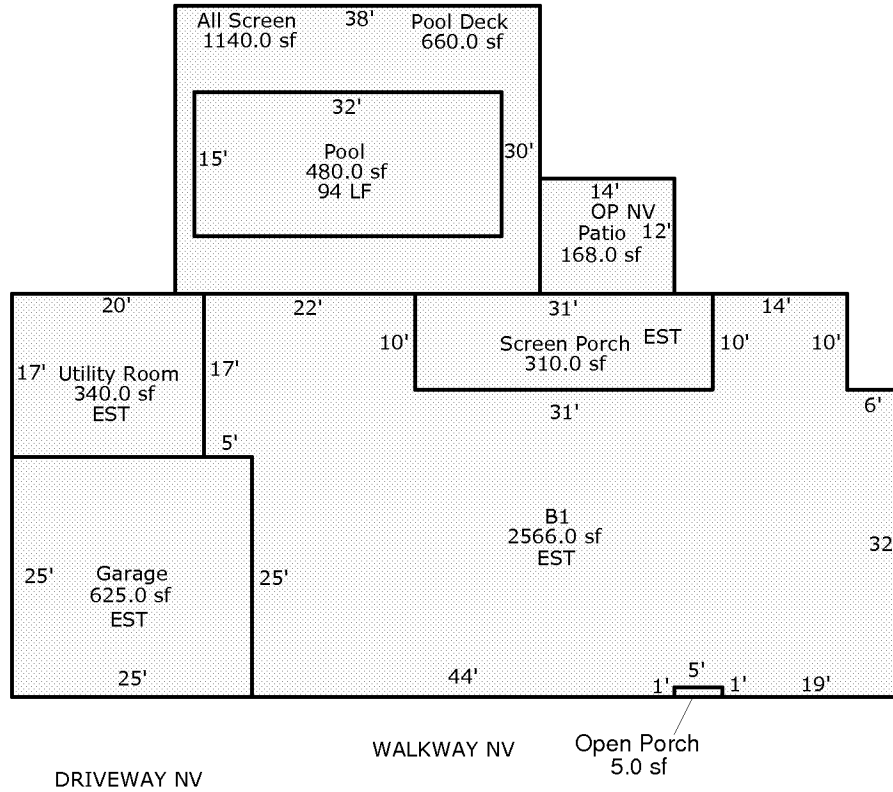 All Screen
1140.0 sf
38'
Pool Deck
660.0 sf
32'
15'
Pool
480.0 sf
94 LF
30'
14'
OP NV
Patio
12'
168.0 sf
20'
22'
31'
14'
17'
Utility Room
340.0 sf
EST
17'
10'
Screen Porch
310.0 sf
EST
10'
10'
5'
31'
6'
B1
2566.0 sf
EST
32
25'
Garage
625.0 sf
EST
25'
25'
44'
1'
5'
1'
19'
WALKWAY NV
Open Porch
5.0 sf
DRIVEWAY NV